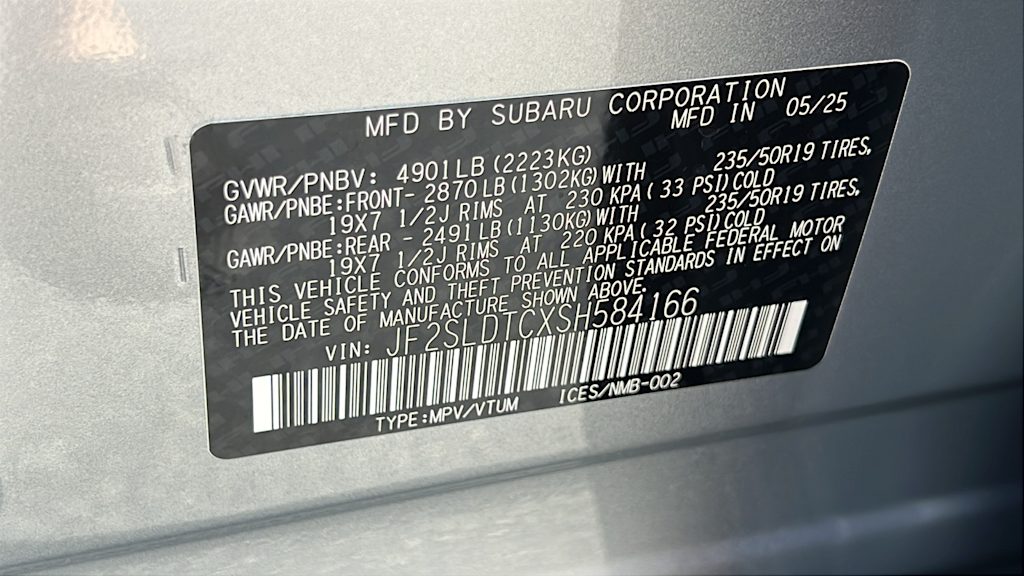 MFD BY SUBARU CORPORATION
MFD IN 05/25
GVWR/PNBV: 4901LB (2223KG)
GAWR/PNBE:FRONT- 2870LB(1302KG)WITH 235/50R19 TIRES,
19X7 1/2J RIMS AT 230 KPA( 33 PSI)COLD
GAWR/PNBE:REAR - 2491LB(1130KG)WITH 235/50R19 TIRES,
19X7 1/2J RIMS AT 220 KPA( 32 PSI)COLD
THIS VEHICLE CONFORMS TO ALL APPLICABLE FEDERAL MOTOR
VEHICLE SAFETY AND THEFT PREVENTION STANDARDS IN EFFECT ON
THE DATE OF MANUFACTURE SHOWN ABOVE.
VIN: JF2SLDTCXSH584166
TYPE:MPV/VTUM ICES/NMB-002